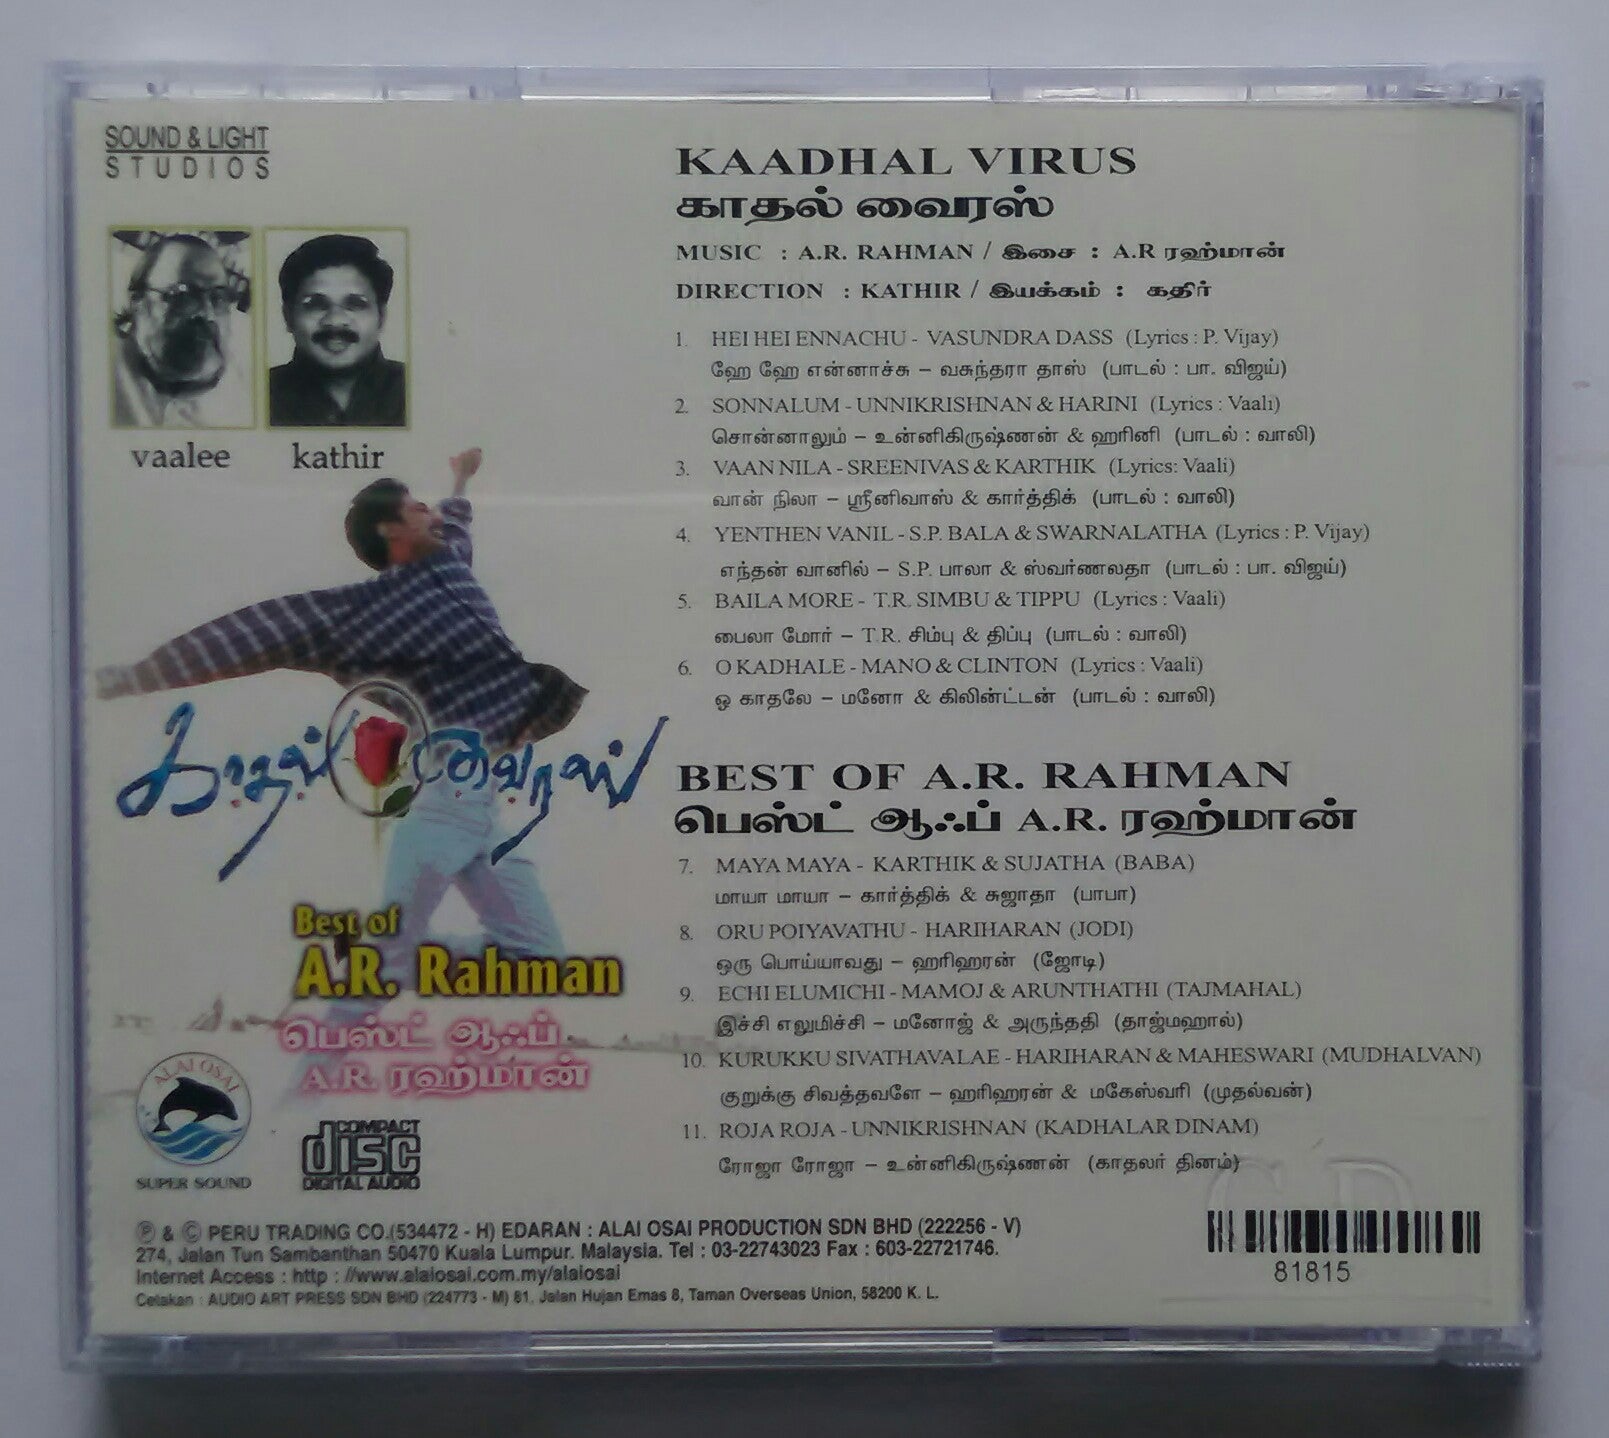 SOUND & LIGHT
STUDIOS
vaalee
kathir
காதல் வைரஸ்
Best of
A.R. Rahman
பெஸ்ட் ஆஃப்
A.R. ரஹ்மான்
ALAI OSAI
SUPER SOUND
COMPACT
disc
DIGITAL AUDIO
KAADHAL VIRUS
காதல் வைரஸ்
MUSIC : A.R. RAHMAN / இசை : A.R ரஹ்மான்
DIRECTION : KATHIR / இயக்கம் : கதிர்
1. HEI HEI ENNACHU - VASUNDRA DASS (Lyrics : P. Vijay)
ஹே ஹே என்னாச்சு – வசுந்தரா தாஸ் (பாடல் : பா. விஜய்)
2. SONNALUM - UNNIKRISHNAN & HARINI (Lyrics : Vaali)
சொன்னாலும் – உன்னிகிருஷ்ணன் & ஹரினி (பாடல் : வாலி)
3. VAAN NILA - SREENIVAS & KARTHIK (Lyrics: Vaali)
வான் நிலா – ஸ்ரீனிவாஸ் & கார்த்திக் (பாடல் : வாலி)
4. YENTHEN VANIL - S.P. BALA & SWARNALATHA (Lyrics : P. Vijay)
எந்தன் வானில் – S.P. பாலா & ஸ்வர்ணலதா (பாடல் : பா. விஜய்)
5. BAILA MORE - T.R. SIMBU & TIPPU (Lyrics : Vaali)
பைலா மோர் – T.R. சிம்பு & திப்பு (பாடல் : வாலி)
6. O KADHALE - MANO & CLINTON (Lyrics : Vaali)
ஓ காதலே – மனோ & கிலின்ட்டன் (பாடல் : வாலி)
BEST OF A.R. RAHMAN
பெஸ்ட் ஆஃப் A.R. ரஹ்மான்
7. MAYA MAYA - KARTHIK & SUJATHA (BABA)
மாயா மாயா – கார்த்திக் & சுஜாதா (பாபா)
8. ORU POIYAVATHU - HARIHARAN (JODI)
ஒரு பொய்யாவது – ஹரிஹரன் (ஜோடி)
9. ECHI ELUMICHI - MAMOJ & ARUNTHATHI (TAJMAHAL)
இச்சி எலுமிச்சி – மனோஜ் & அருந்ததி (தாஜ்மஹால்)
10. KURUKKU SIVATHAVALAE - HARIHARAN & MAHESWARI (MUDHALVAN)
குறுக்கு சிவத்தவளே – ஹரிஹரன் & மகேஸ்வரி (முதல்வன்)
11. ROJA ROJA - UNNIKRISHNAN (KADHALAR DINAM)
ரோஜா ரோஜா – உன்னிகிருஷ்ணன் (காதலர் தினம்)
℗ & © PERU TRADING CO.(534472 - H) EDARAN : ALAI OSAI PRODUCTION SDN BHD (222256 - V)
274, Jalan Tun Sambanthan 50470 Kuala Lumpur. Malaysia. Tel : 03-22743023 Fax : 603-22721746.
Internet Access : http : //www.alaiosai.com.my/alaiosai
Cetakan : AUDIO ART PRESS SDN BHD (224773 - M) 81, Jalan Hujan Emas 8, Taman Overseas Union, 58200 K. L.
81815